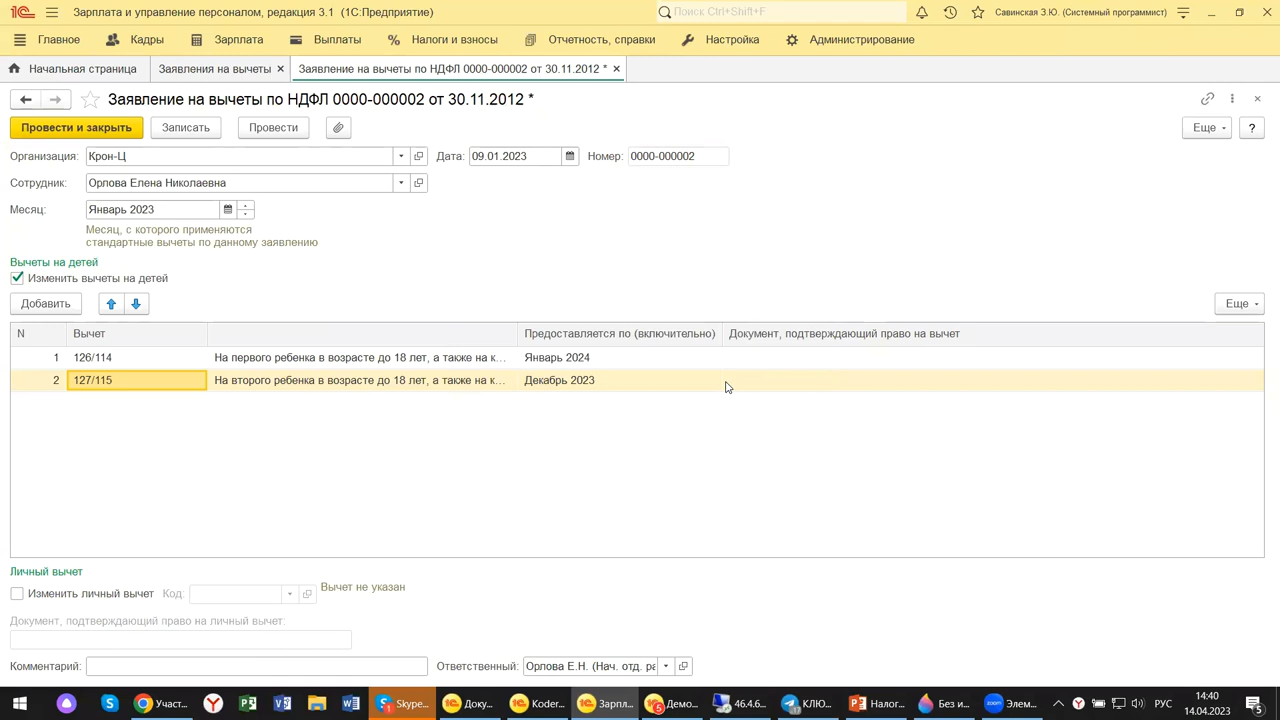 Зарплата и управление персоналом, редакция 3.1 (1С:Предприятие)
Поиск Ctrl+Shift+F
Савинская З.Ю. (Системный программист)
Главное
Кадры
Зарплата
Выплаты
Налоги и взносы
Отчетность, справки
Настройка
Администрирование
Начальная страница
Заявления на вычеты
Заявление на вычеты по НДФЛ 0000-000002 от 30.11.2012 *
Заявление на вычеты по НДФЛ 0000-000002 от 30.11.2012 *
Провести и закрыть
Записать
Провести
Еще
?
Организация: Крон-Ц Дата: 09.01.2023 Номер: 0000-000002
Сотрудник: Орлова Елена Николаевна
Месяц: Январь 2023
Месяц, с которого применяются
стандартные вычеты по данному заявлению
Вычеты на детей
Изменить вычеты на детей
Добавить
Еще
N Вычет Предоставляется по (включительно) Документ, подтверждающий право на вычет
1 126/114 На первого ребенка в возрасте до 18 лет, а также на к... Январь 2024
2 127/115 На второго ребенка в возрасте до 18 лет, а также на к... Декабрь 2023
Личный вычет
Изменить личный вычет Код: Вычет не указан
Документ, подтверждающий право на личный вычет:
Комментарий: Ответственный: Орлова Е.Н. (Нач. отд. ра
Участ...
Skype...
Доку...
Koder...
Зарпл...
Демо...
46.4.6...
КЛЮ...
Налог...
Без и...
Элем...
РУС
14:40
14.04.2023